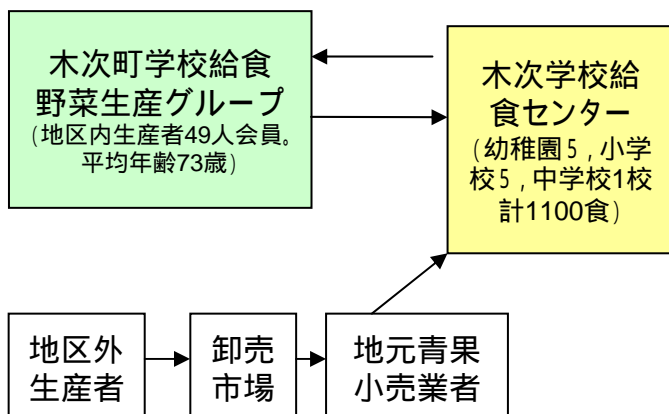 木次町学校給食
野菜生産グループ
(地区内生産者49人会員。
平均年齢73歳)
木次学校給
食センター
(幼稚園5,小学
校5,中学校1校
計1100食)
地区外
生産者
卸売
市場
地元青果
小売業者